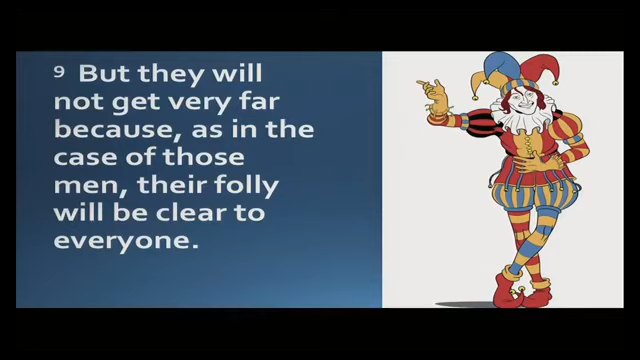 9 But they will
not get very far
because, as in the
case of those
men, their folly
will be clear to
everyone.